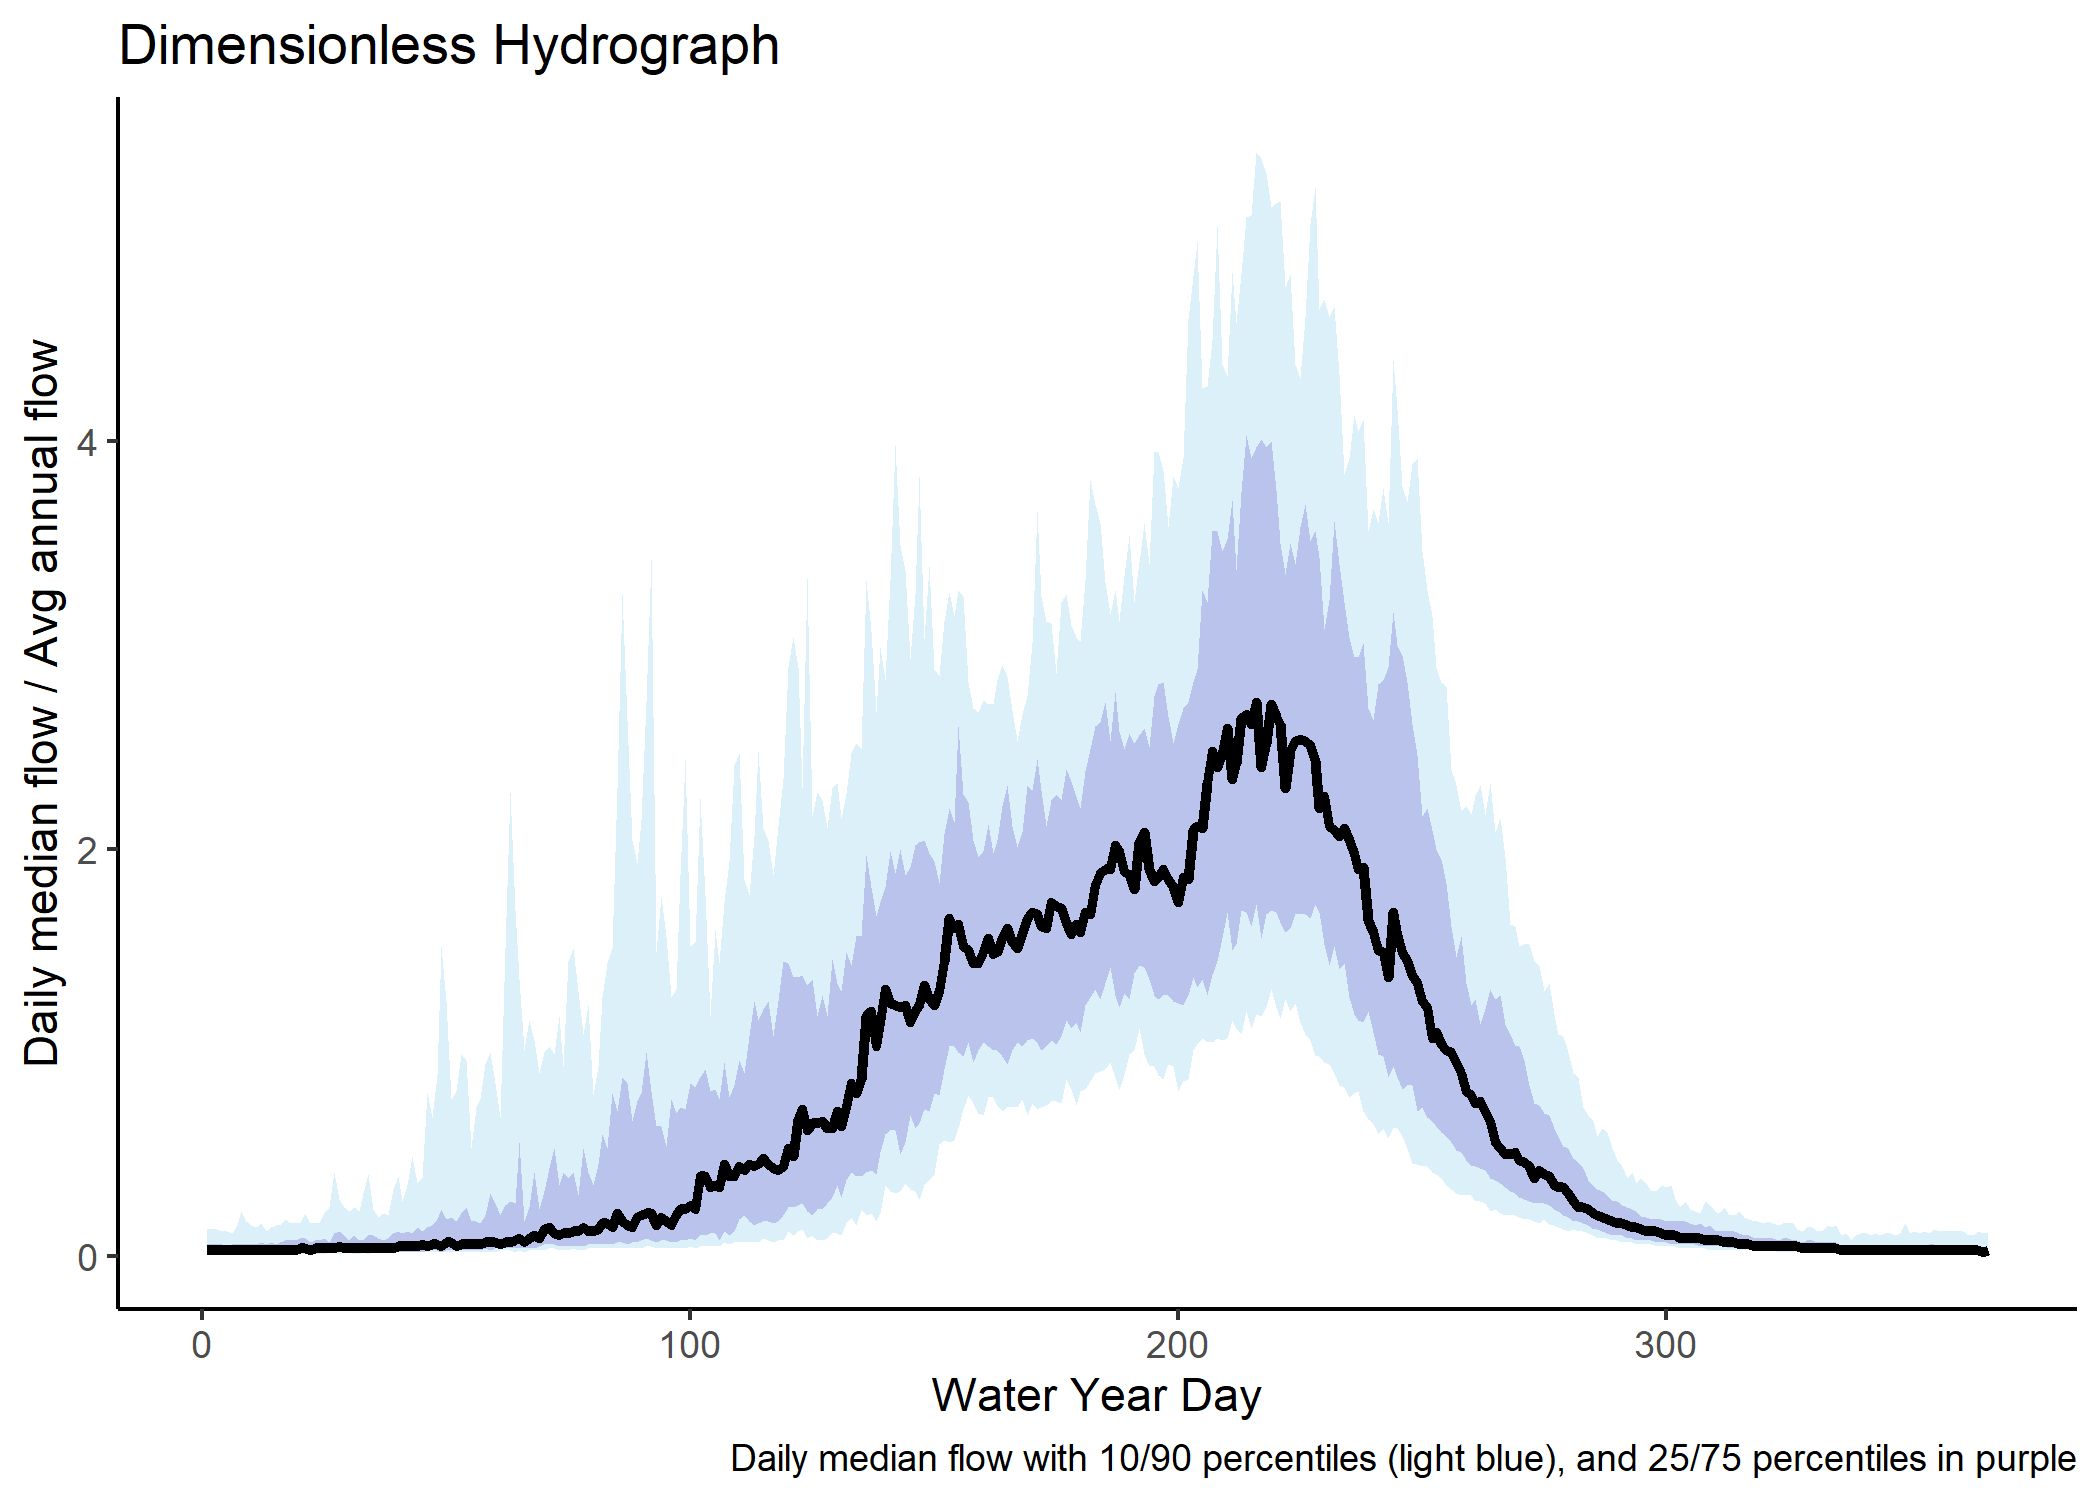 Dimensionless Hydrograph
Daily median flow / Avg annual flow
4
2
0
0 100 200 300
Water Year Day
Daily median flow with 10/90 percentiles (light blue), and 25/75 percentiles in purple